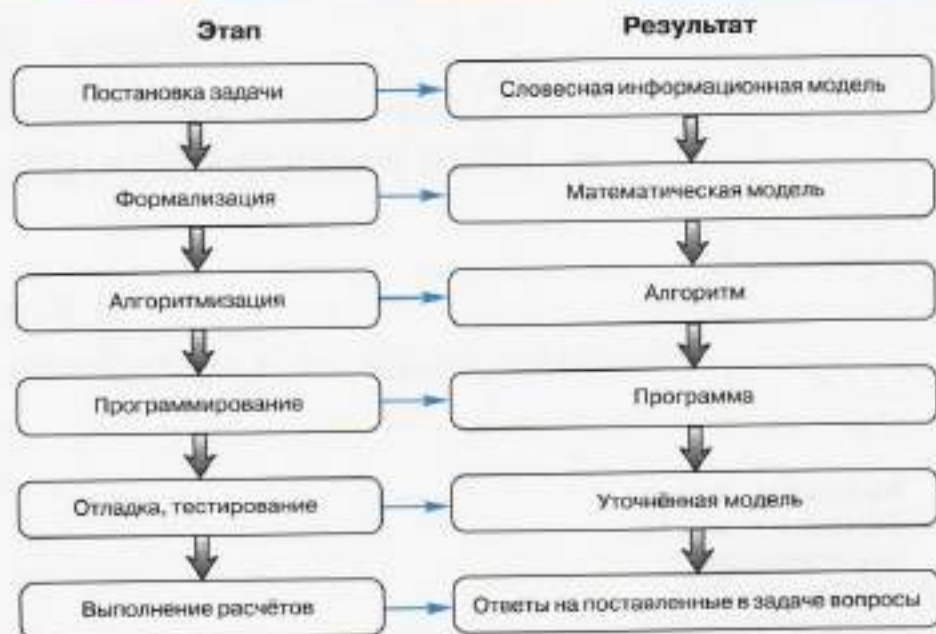 Этап
Результат
Постановка задачи
Словесная информационная модель
Формализация
Математическая модель
Алгоритмизация
Алгоритм
Программирование
Программа
Отладка, тестирование
Уточнённая модель
Выполнение расчётов
Ответы на поставленные в задаче вопросы